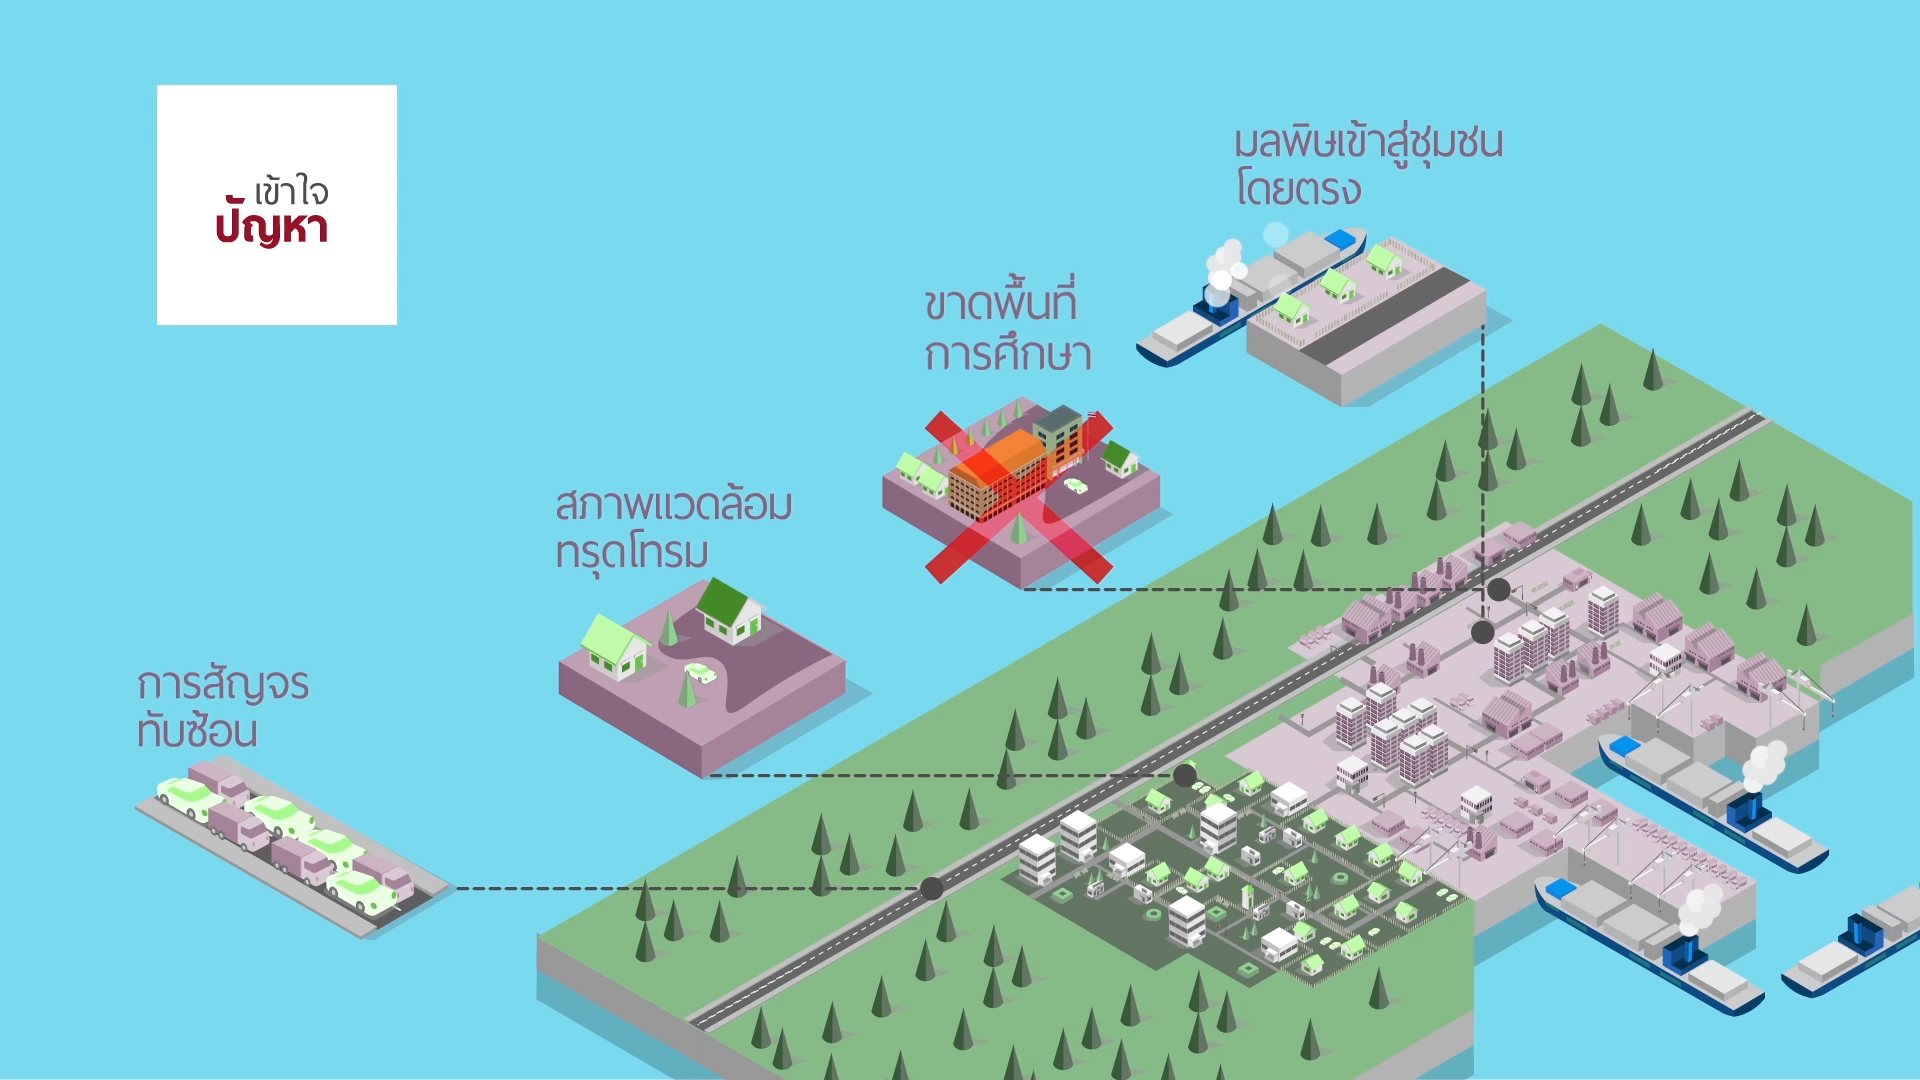 เข้าใจ
ปัญหา
มลพิษเข้าสู่ชุมชน
โดยตรง
ขาดพื้นที่
การศึกษา
สภาพแวดล้อม
ทรุดโทรม
การสัญจร
ทับซ้อน